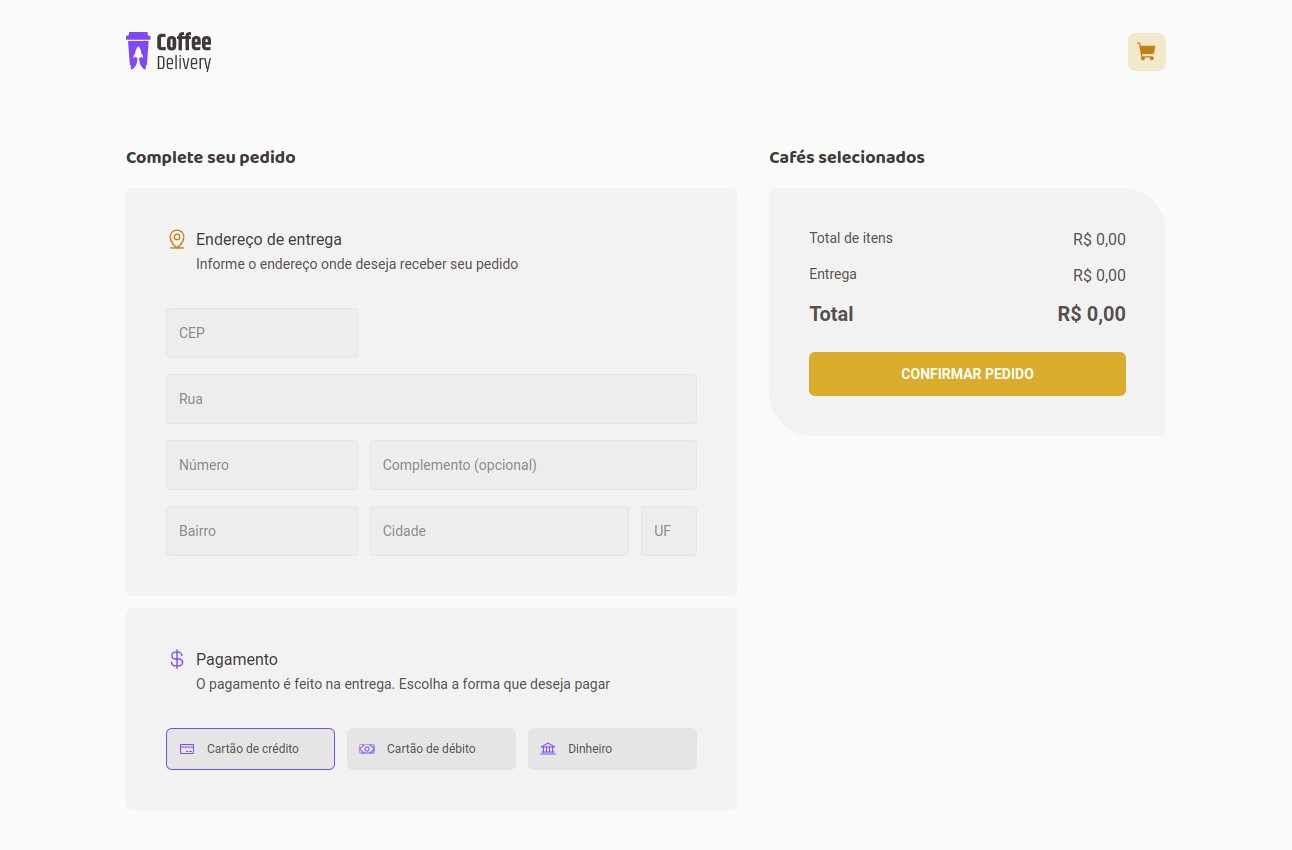 Coffee
Delivery
Complete seu pedido
Endereço de entrega
Informe o endereço onde deseja receber seu pedido
CEP
Rua
Número
Complemento (opcional)
Bairro
Cidade
UF
Pagamento
O pagamento é feito na entrega. Escolha a forma que deseja pagar
Cartão de crédito
Cartão de débito
Dinheiro
Cafés selecionados
Total de itens
R$ 0,00
Entrega
R$ 0,00
Total
R$ 0,00
CONFIRMAR PEDIDO